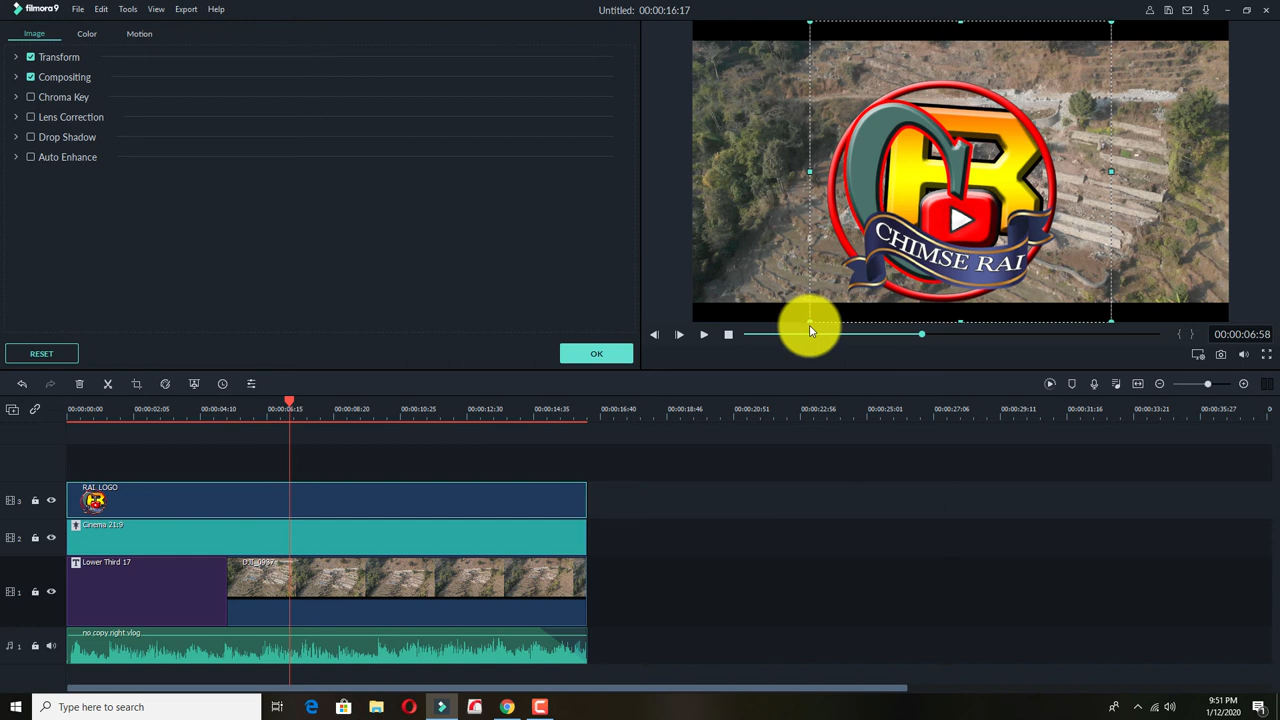 filmora9
File
Edit
Tools
View
Export
Help
Untitled: 00:00:16:17
Image
Color
Motion
Transform
Compositing
Chroma Key
Lens Correction
Drop Shadow
Auto Enhance
RESET
OK
CHIMSE RAI
00:00:06:58
00:00:00:00
00:00:02:05
00:00:04:10
00:00:06:15
00:00:08:20
00:00:10:25
00:00:12:30
00:00:14:35
00:00:16:40
00:00:18:46
00:00:20:51
00:00:22:56
00:00:25:01
00:00:27:06
00:00:29:11
00:00:31:16
00:00:33:21
00:00:35:27
3
RAI LOGO
2
Cinema 21:9
1
Lower Third 17
DJI_0937
1
no copy right vlog
Type here to search
9:51 PM
1/12/2020